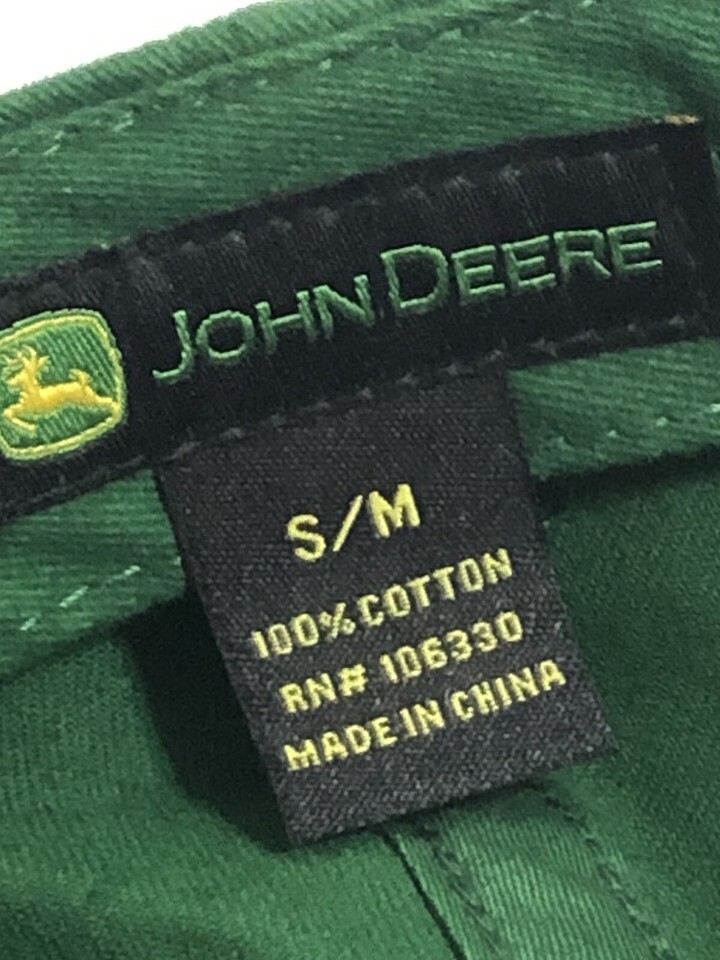 JOHN DEERE
S/M
100% COTTON
RN# 106330
MADE IN CHINA